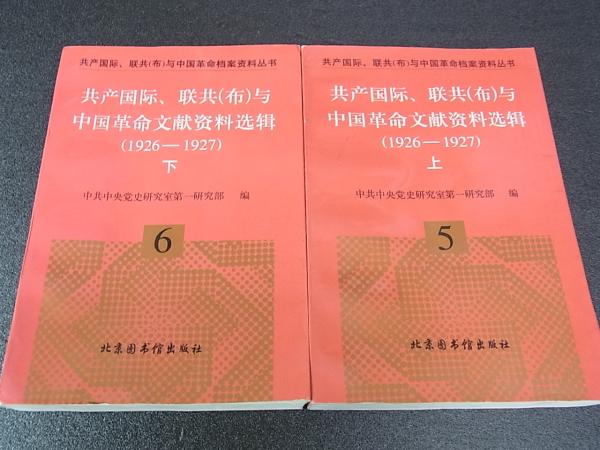 共产国际、联共(布)与中国革命档案资料丛书
共产国际、联共(布)与
中国革命文献资料选辑
(1926—1927)
下
中共中央党史研究室第一研究部 编
6
北京图书馆出版社
共产国际、联共(布)与中国革命档案资料丛书
共产国际、联共(布)与
中国革命文献资料选辑
(1926—1927)
上
中共中央党史研究室第一研究部 编
5
北京图书馆出版社